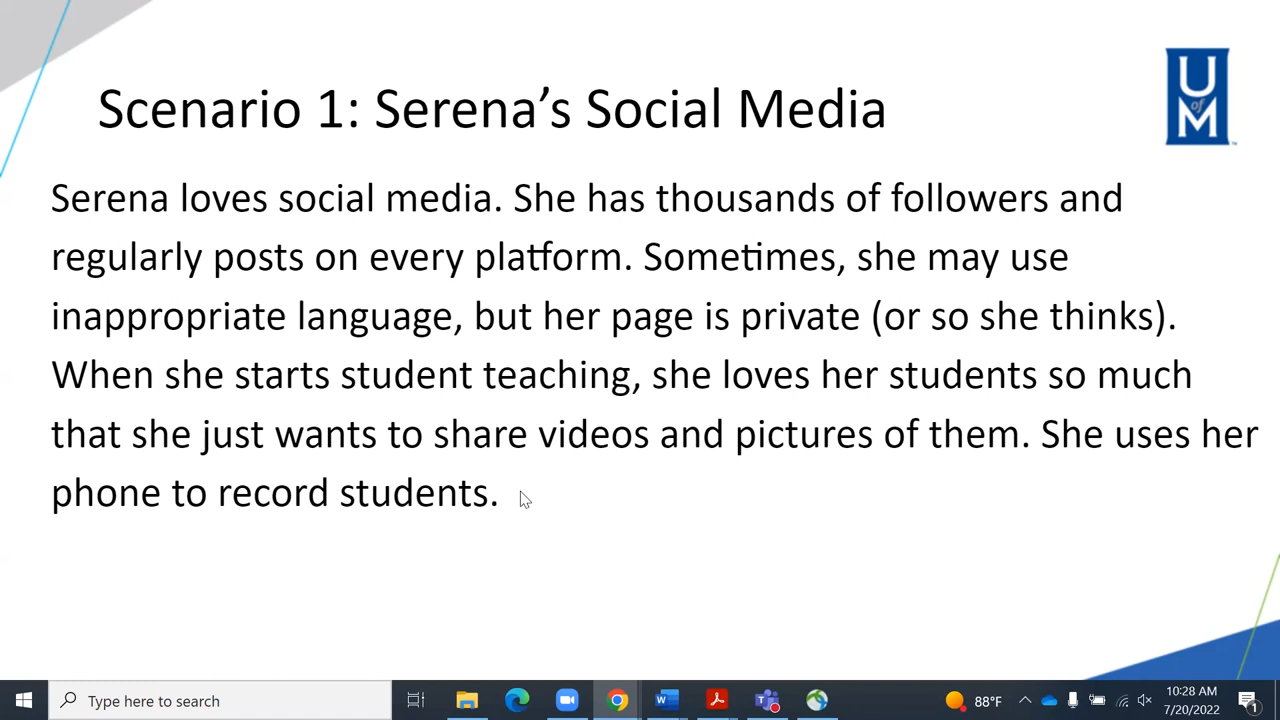 Scenario 1: Serena’s Social Media
U
of
M
™
Serena loves social media. She has thousands of followers and
regularly posts on every platform. Sometimes, she may use
inappropriate language, but her page is private (or so she thinks).
When she starts student teaching, she loves her students so much
that she just wants to share videos and pictures of them. She uses her
phone to record students.
Type here to search
88°F
10:28 AM
7/20/2022
1